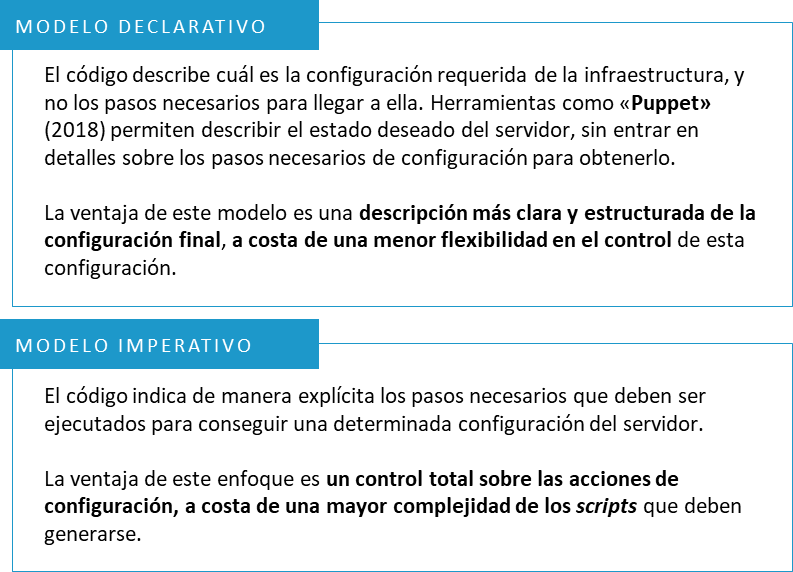 MODELO DECLARATIVO
El código describe cuál es la configuración requerida de la infraestructura, y
no los pasos necesarios para llegar a ella. Herramientas como «Puppet»
(2018) permiten describir el estado deseado del servidor, sin entrar en
detalles sobre los pasos necesarios de configuración para obtenerlo.
La ventaja de este modelo es una descripción más clara y estructurada de la
configuración final, a costa de una menor flexibilidad en el control de esta
configuración.
MODELO IMPERATIVO
El código indica de manera explícita los pasos necesarios que deben ser
ejecutados para conseguir una determinada configuración del servidor.
La ventaja de este enfoque es un control total sobre las acciones de
configuración, a costa de una mayor complejidad de los scripts que deben
generarse.